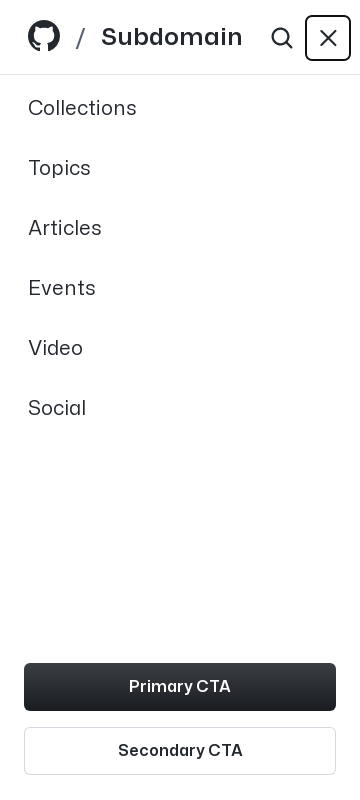 / Subdomain
Collections
Topics
Articles
Events
Video
Social
Primary CTA
Secondary CTA